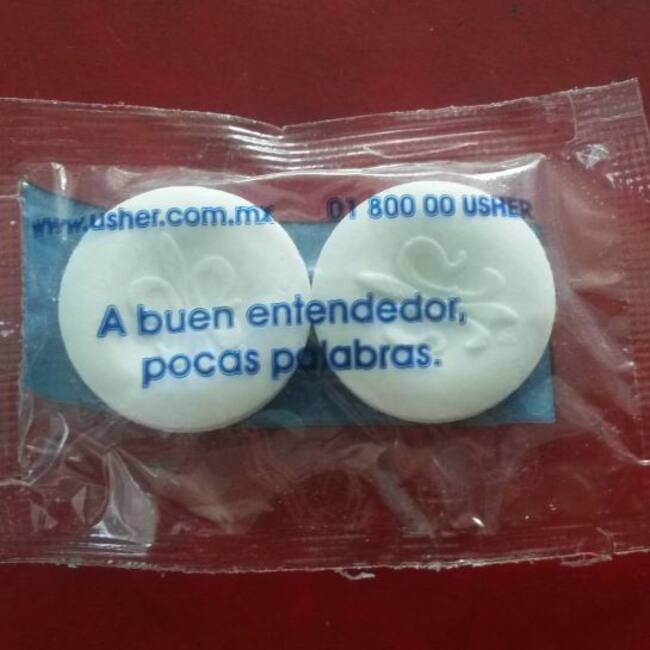 www.usher.com.mx 01 800 00 USHER
A buen entendedor,
pocas palabras.